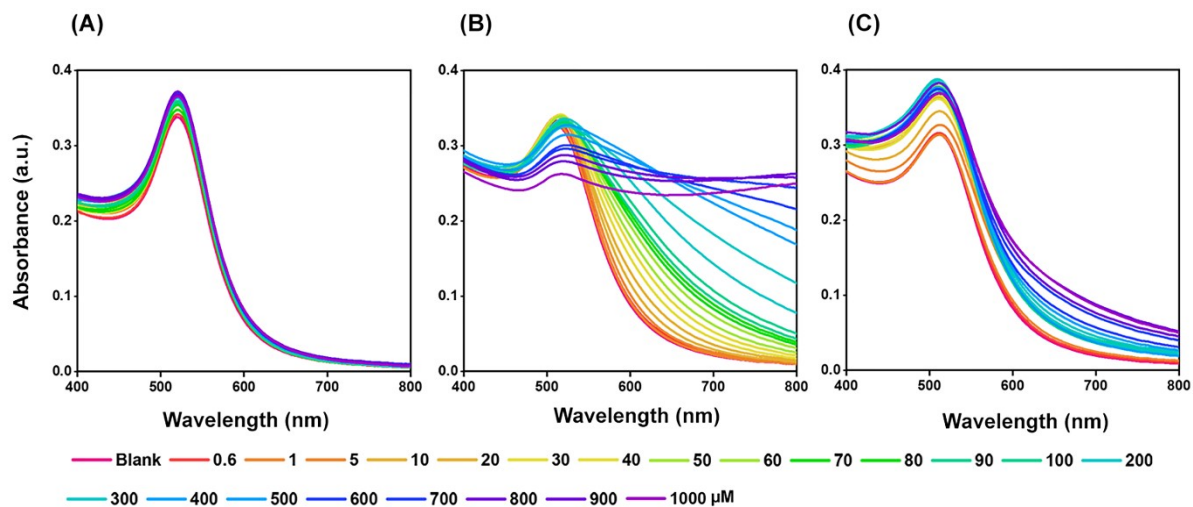 (A) (B) (C)
0.4 0.4 0.4
0.3 0.3 0.3
0.2 0.2 0.2
0.1 0.1 0.1
0.0 0.0 0.0
400 500 600 700 800 400 500 600 700 800 400 500 600 700 800
Absorbance (a.u.)
Wavelength (nm) Wavelength (nm) Wavelength (nm)
Blank 0.6 1 5 10 20 30 40 50 60 70 80 90 100 200
300 400 500 600 700 800 900 1000 µM